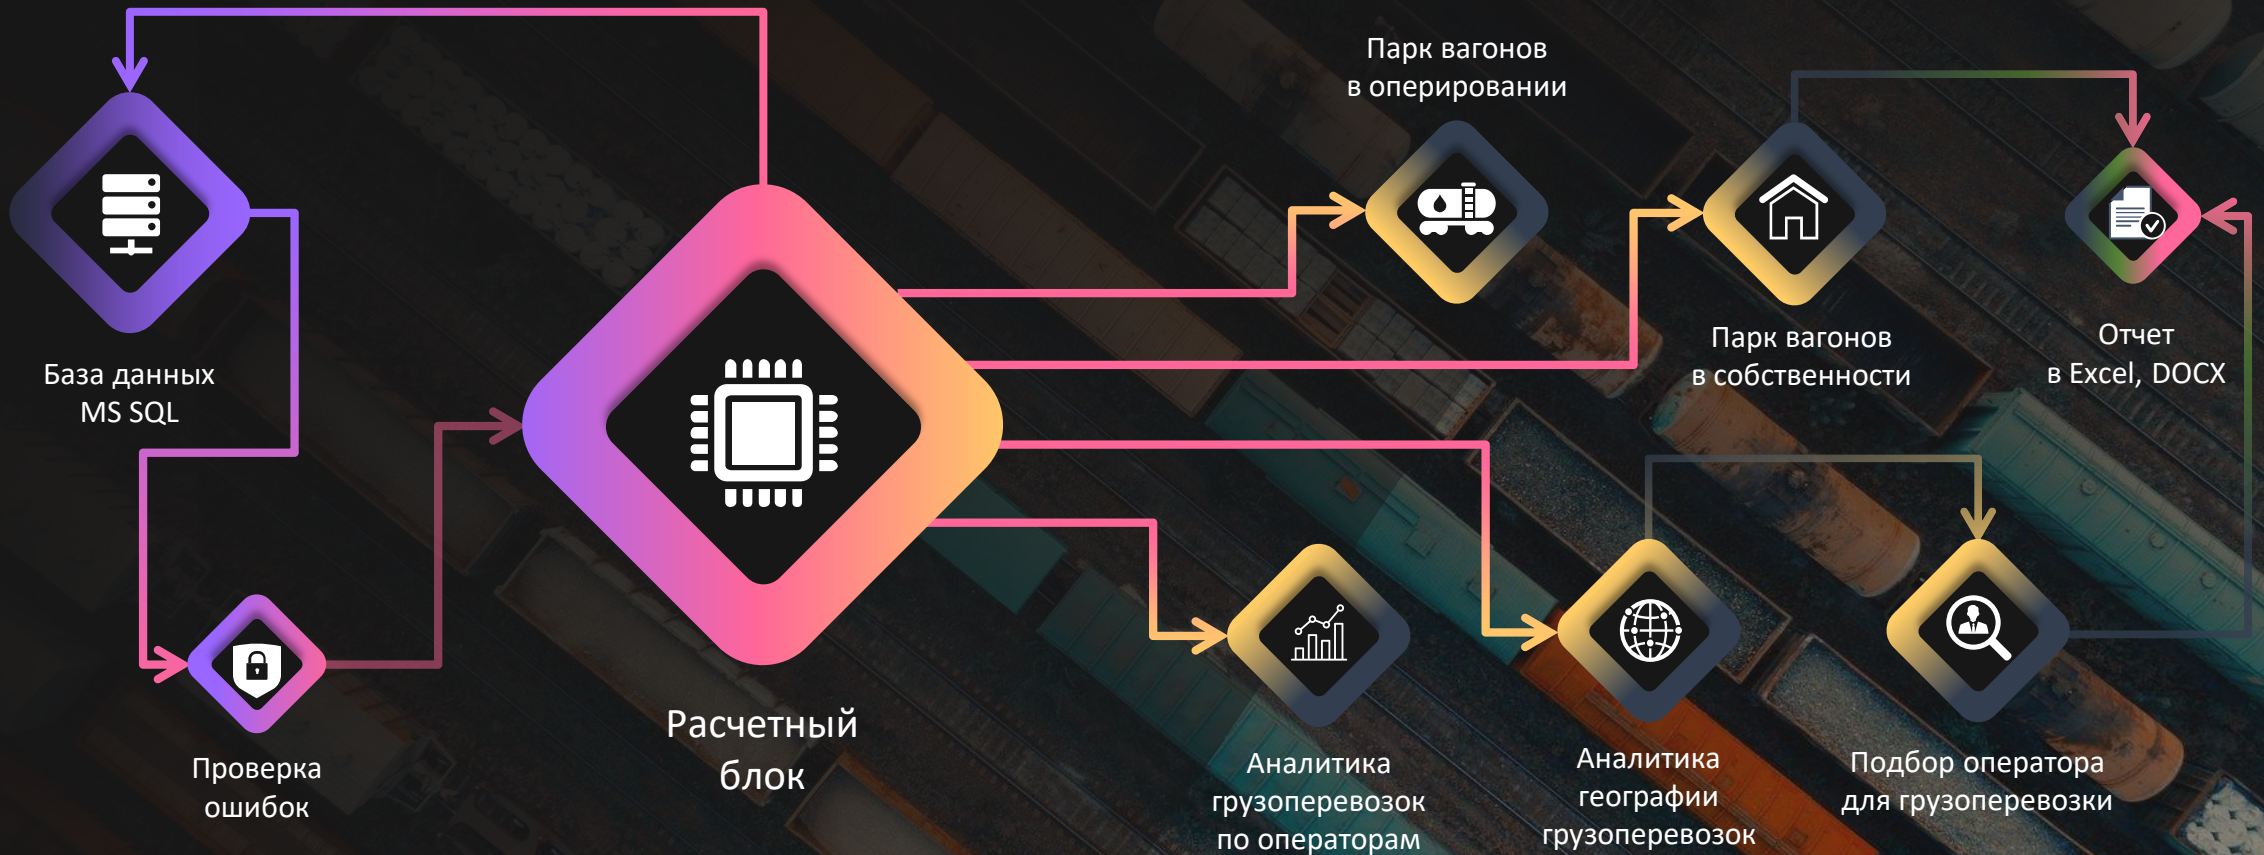 База данных
MS SQL
Проверка
ошибок
Расчетный
блок
Парк вагонов
в оперировании
Парк вагонов
в собственности
Отчет
в Excel, DOCX
Аналитика
грузоперевозок
по операторам
Аналитика
географии
грузоперевозок
Подбор оператора
для грузоперевозки